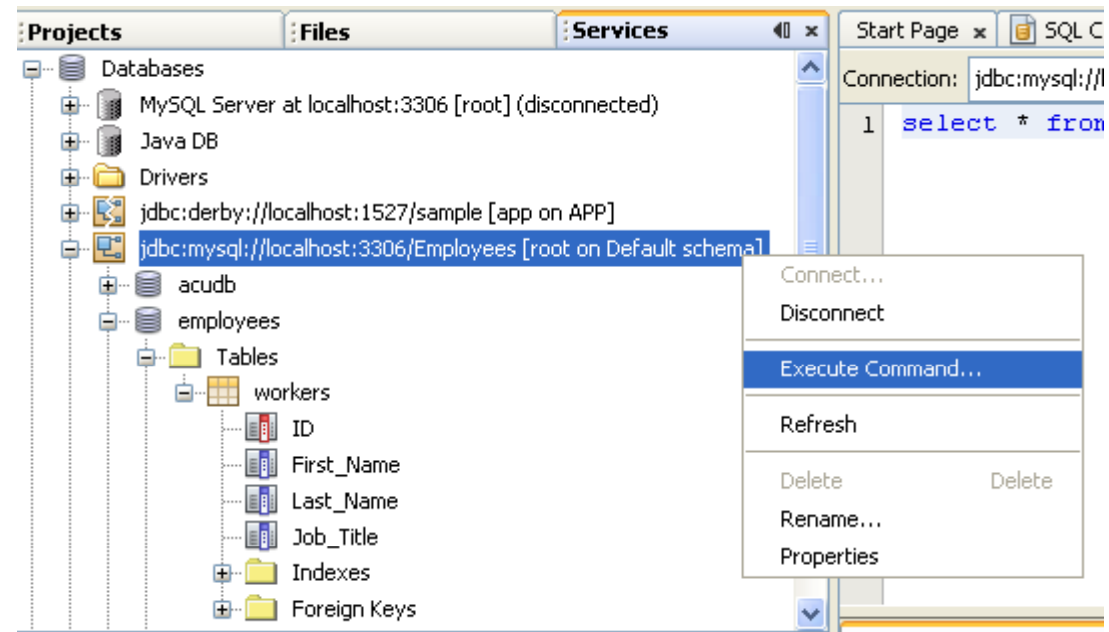 Projects
Files
Services
Start Page
SQL C
Databases
MySQL Server at localhost:3306 [root] (disconnected)
Java DB
Drivers
jdbc:derby://localhost:1527/sample [app on APP]
jdbc:mysql://localhost:3306/Employees [root on Default schema]
acudb
employees
Tables
workers
ID
First_Name
Last_Name
Job_Title
Indexes
Foreign Keys
Connection: jdbc:mysql://l
1 select * from
Connect...
Disconnect
Execute Command...
Refresh
Delete Delete
Rename...
Properties